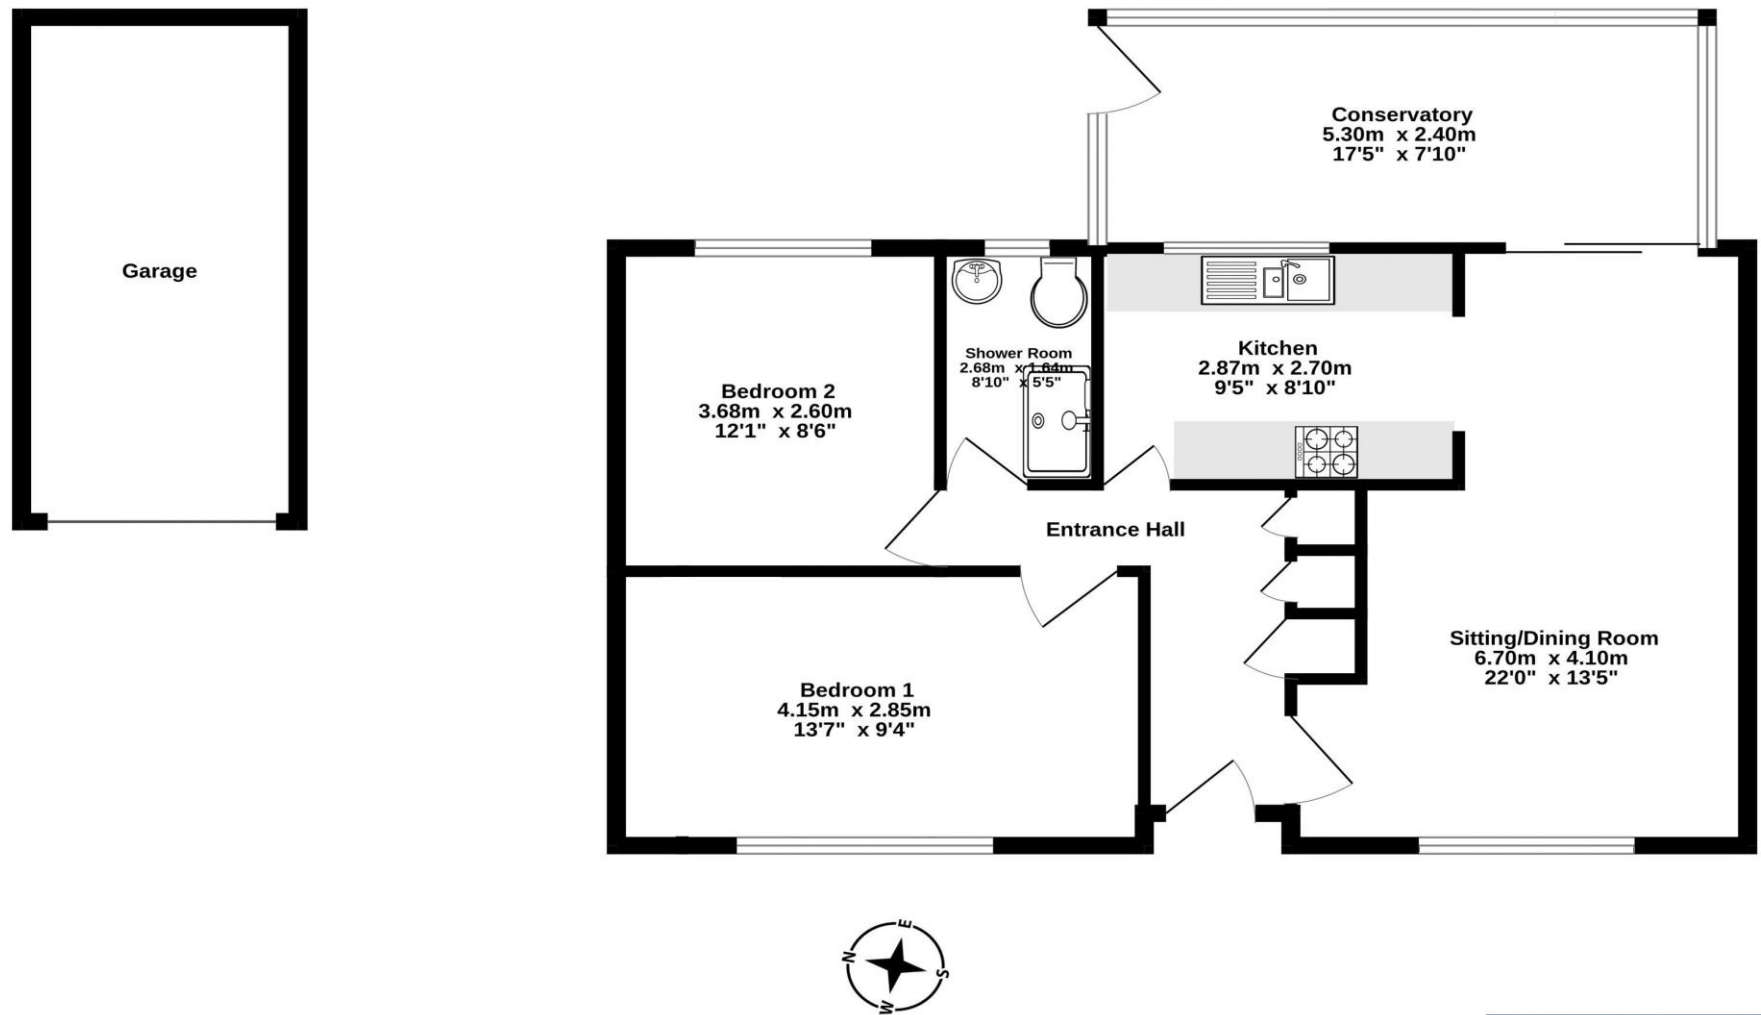 Garage
Conservatory
5.30m x 2.40m
17'5" x 7'10"
Bedroom 2
3.68m x 2.60m
12'1" x 8'6"
Shower Room
2.68m x 1.64m
8'10" x 5'5"
Kitchen
2.87m x 2.70m
9'5" x 8'10"
Entrance Hall
Bedroom 1
4.15m x 2.85m
13'7" x 9'4"
Sitting/Dining Room
6.70m x 4.10m
22'0" x 13'5"
E
N
S
W